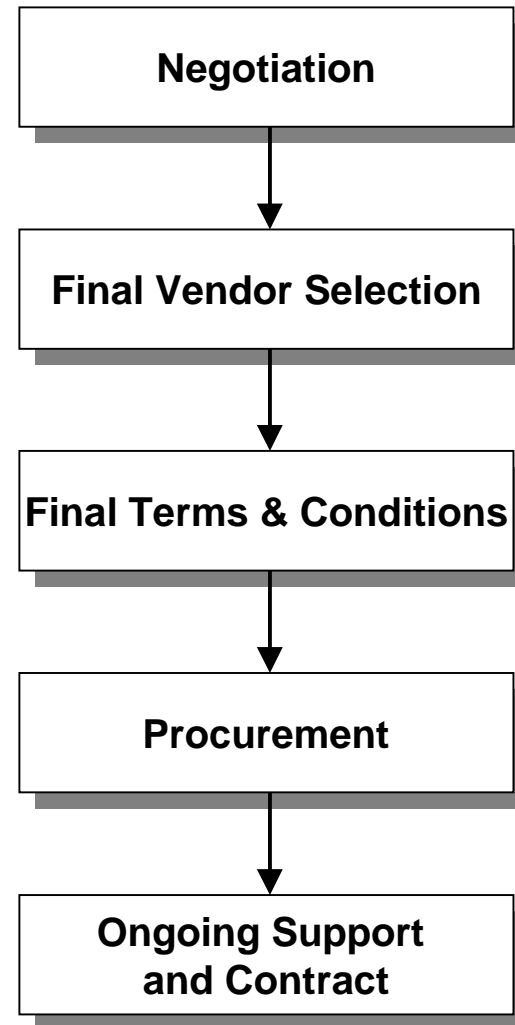 Negotiation
Final Vendor Selection
Final Terms & Conditions
Procurement
Ongoing Support
and Contract